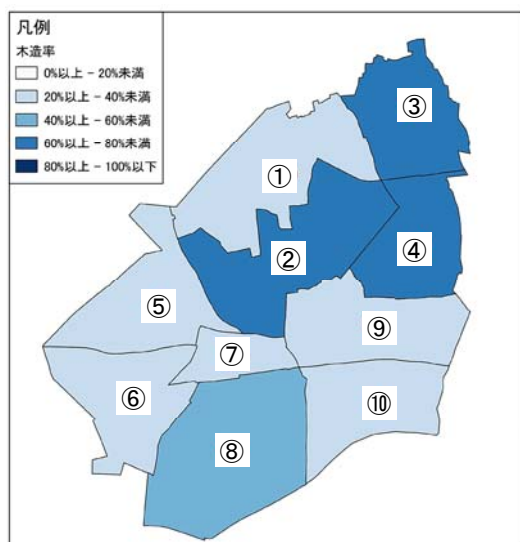 凡例
木造率
0%以上 - 20%未満
20%以上 - 40%未満
40%以上 - 60%未満
60%以上 - 80%未満
80%以上 - 100%以下
③
①
②
④
⑤
⑨
⑦
⑥
⑩
⑧